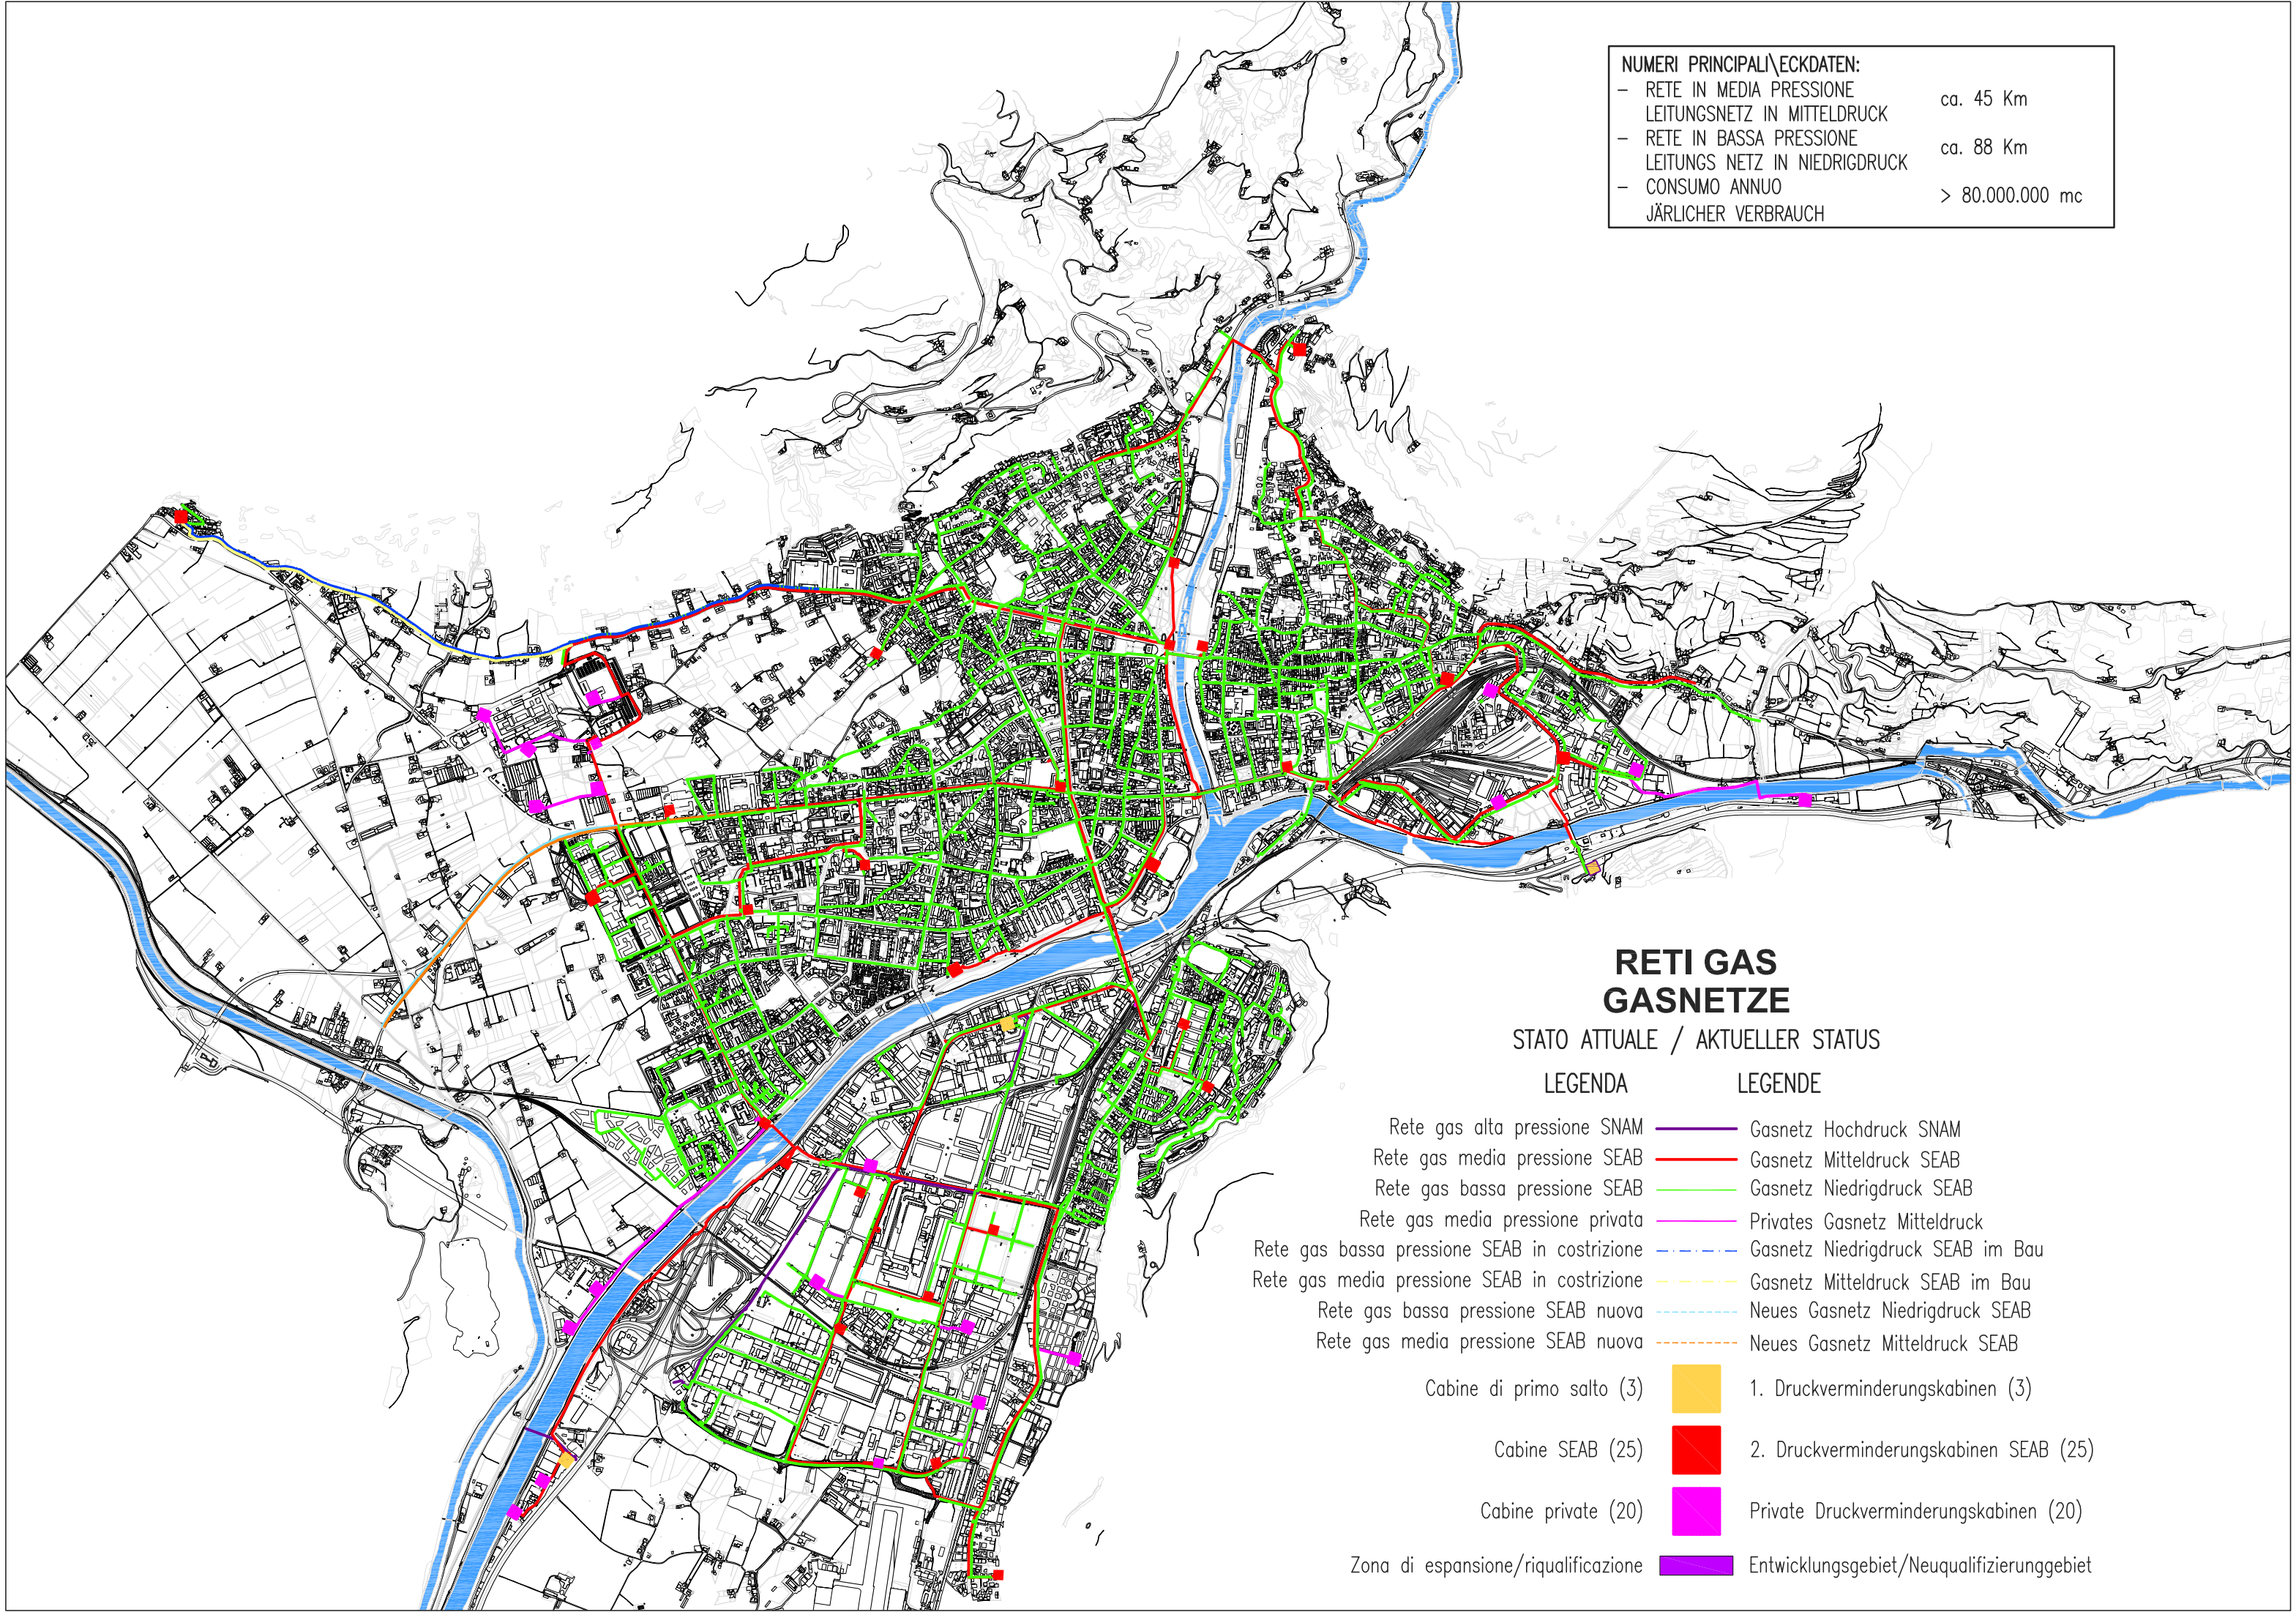 NUMERI PRINCIPALI\ECKDATEN:
– RETE IN MEDIA PRESSIONE
LEITUNGSNETZ IN MITTELDRUCK ca. 45 Km
– RETE IN BASSA PRESSIONE
LEITUNGS NETZ IN NIEDRIGDRUCK ca. 88 Km
– CONSUMO ANNUO
JÄRLICHER VERBRAUCH > 80.000.000 mc
RETI GAS
GASNETZE
STATO ATTUALE / AKTUELLER STATUS
LEGENDA LEGENDE
Rete gas alta pressione SNAM Gasnetz Hochdruck SNAM
Rete gas media pressione SEAB Gasnetz Mitteldruck SEAB
Rete gas bassa pressione SEAB Gasnetz Niedrigdruck SEAB
Rete gas media pressione privata Privates Gasnetz Mitteldruck
Rete gas bassa pressione SEAB in costrizione Gasnetz Niedrigdruck SEAB im Bau
Rete gas media pressione SEAB in costrizione Gasnetz Mitteldruck SEAB im Bau
Rete gas bassa pressione SEAB nuova Neues Gasnetz Niedrigdruck SEAB
Rete gas media pressione SEAB nuova Neues Gasnetz Mitteldruck SEAB
Cabine di primo salto (3) 1. Druckverminderungskabinen (3)
Cabine SEAB (25) 2. Druckverminderungskabinen SEAB (25)
Cabine private (20) Private Druckverminderungskabinen (20)
Zona di espansione/riqualificazione Entwicklungsgebiet/Neuqualifizierunggebiet